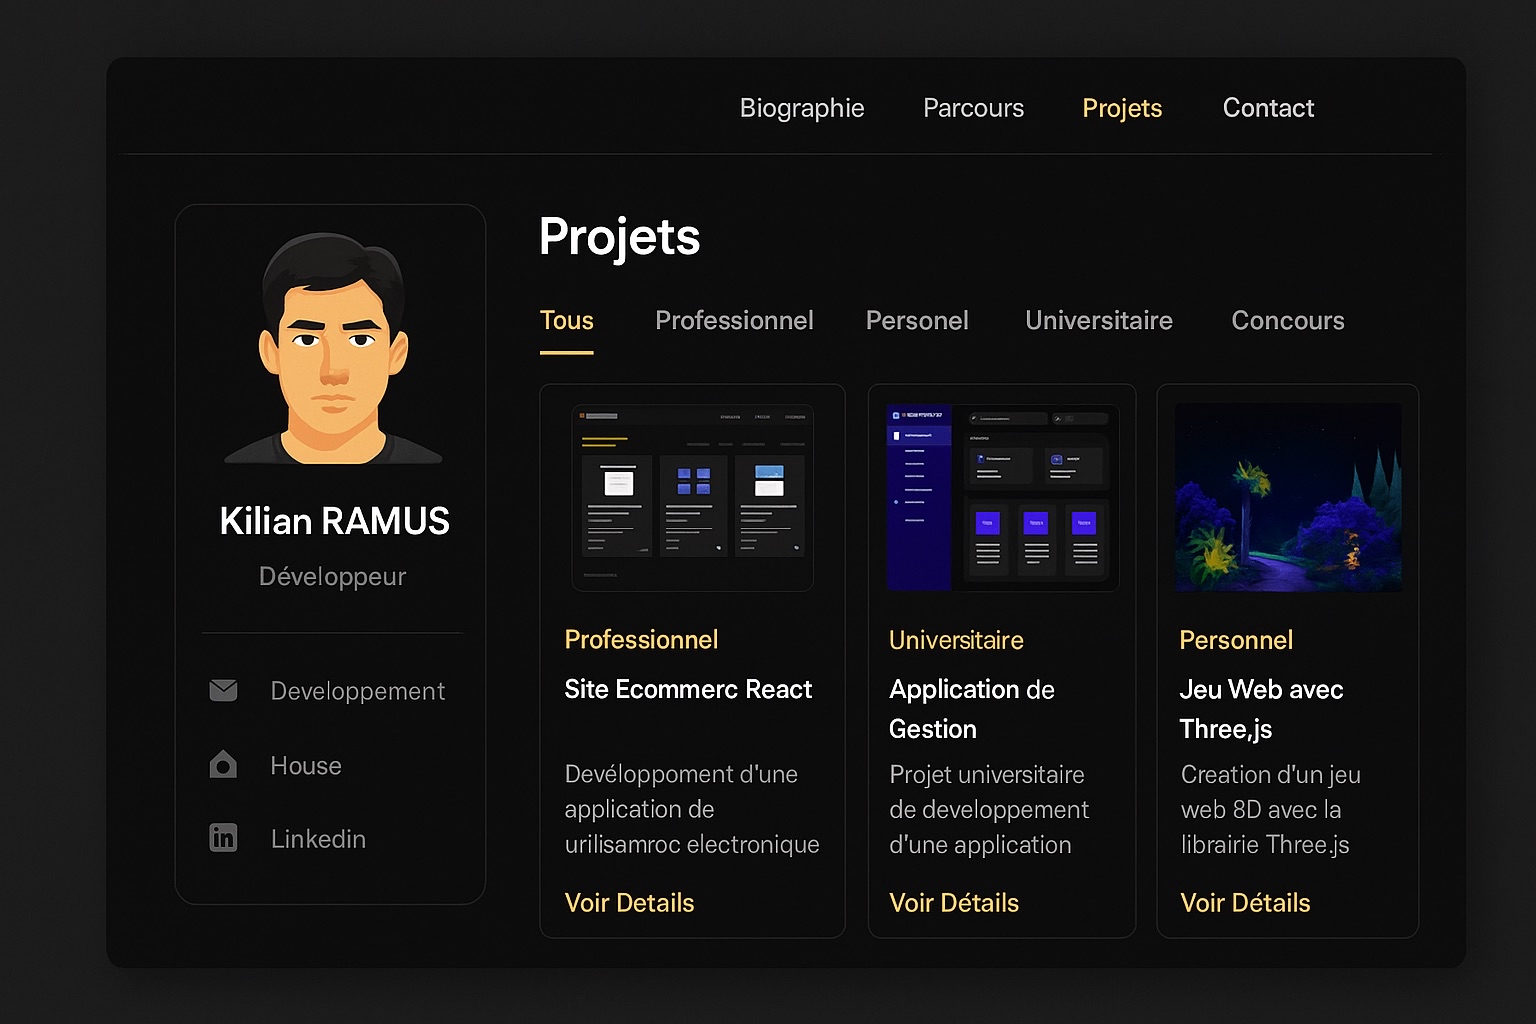 Biographie Parcours Projets Contact
Projets
Tous Professionnel Personel Universitaire Concours
Kilian RAMUS
Développeur
Developpement
House
in
Linkedin
Professionnel
Site Ecommerc React
Devéloppoment d'une
application de
urilisamroc electronique
Voir Details
Universitaire
Application de
Gestion
Projet universitaire
de developpement
d'une application
Voir Détails
Personnel
Jeu Web avec
Three,js
Creation d'un jeu
web 8D avec la
librairie Three.js
Voir Détails